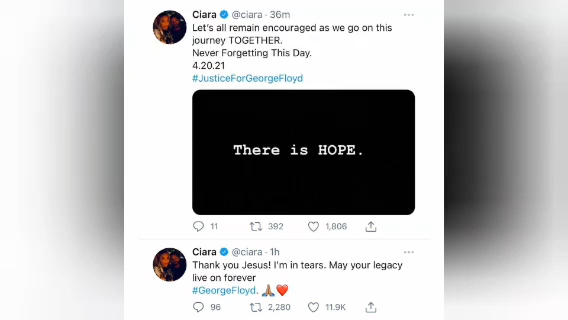 Ciara @ciara · 36m
Let's all remain encouraged as we go on this
journey TOGETHER.
Never Forgetting This Day.
4.20.21
#JusticeForGeorgeFloyd
There is HOPE.
11 392 1,806
Ciara @ciara · 1h
Thank you Jesus! I'm in tears. May your legacy
live on forever
#GeorgeFloyd. 🙏🏽❤️
96 2,280 11.9K